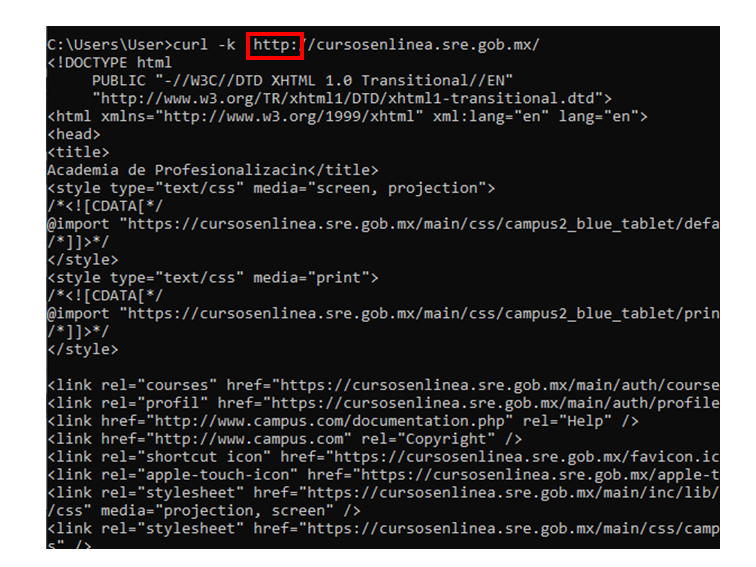 C:\Users\User>curl -k  http://cursosenlinea.sre.gob.mx/
<!DOCTYPE html
     PUBLIC "-//W3C//DTD XHTML 1.0 Transitional//EN"
     "http://www.w3.org/TR/xhtml1/DTD/xhtml1-transitional.dtd">
<html xmlns="http://www.w3.org/1999/xhtml" xml:lang="en" lang="en">
<head>
<title>
Academia de Profesionalizacin</title>
<style type="text/css" media="screen, projection">
/*<![CDATA[*/
@import "https://cursosenlinea.sre.gob.mx/main/css/campus2_blue_tablet/defa
/*]]>*/
</style>
<style type="text/css" media="print">
/*<![CDATA[*/
@import "https://cursosenlinea.sre.gob.mx/main/css/campus2_blue_tablet/prin
/*]]>*/
</style>
<link rel="courses" href="https://cursosenlinea.sre.gob.mx/main/auth/course
<link rel="profil" href="https://cursosenlinea.sre.gob.mx/main/auth/profile
<link href="http://www.campus.com/documentation.php" rel="Help" />
<link href="http://www.campus.com" rel="Copyright" />
<link rel="shortcut icon" href="https://cursosenlinea.sre.gob.mx/favicon.ic
<link rel="apple-touch-icon" href="https://cursosenlinea.sre.gob.mx/apple-t
<link rel="stylesheet" href="https://cursosenlinea.sre.gob.mx/main/inc/lib/
/css" media="projection, screen" />
<link rel="stylesheet" href="https://cursosenlinea.sre.gob.mx/main/css/camp
s" />